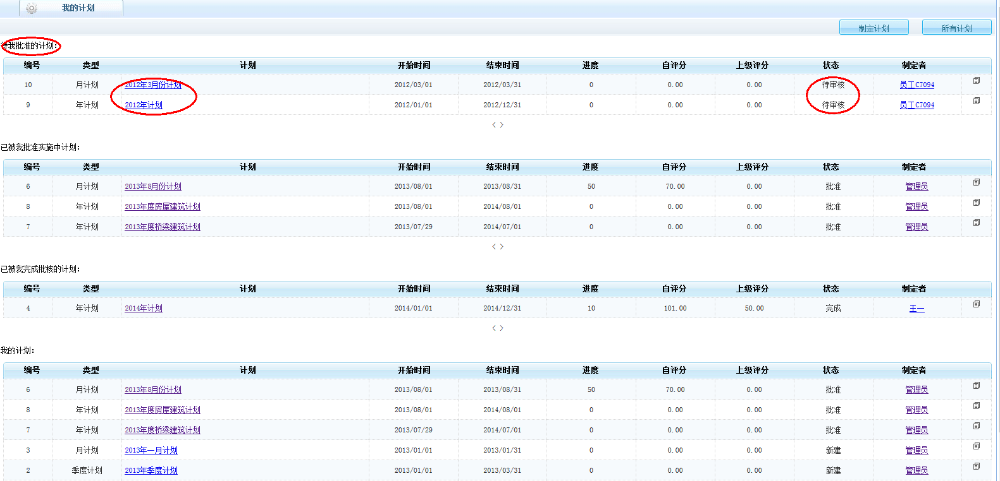 我的计划
制定计划 所有计划
待我批准的计划:
编号 类型 计划 开始时间 结束时间 进度 自评分 上级评分 状态 制定者
10 月计划 2012年3月份计划 2012/03/01 2012/03/31 0 0.00 0.00 待审核 员工C7094
9 年计划 2012年计划 2012/01/01 2012/12/31 0 0.00 0.00 待审核 员工C7094
< >
已被我批准实施中计划:
编号 类型 计划 开始时间 结束时间 进度 自评分 上级评分 状态 制定者
6 月计划 2013年8月份计划 2013/08/01 2013/08/31 50 70.00 0.00 批准 管理员
8 年计划 2013年度房屋建筑计划 2013/08/01 2014/08/01 0 0.00 0.00 批准 管理员
7 年计划 2013年度桥梁建筑计划 2013/07/29 2014/07/01 0 0.00 0.00 批准 管理员
< >
已被我完成批核的计划:
编号 类型 计划 开始时间 结束时间 进度 自评分 上级评分 状态 制定者
4 年计划 2014年计划 2014/01/01 2014/12/31 10 101.00 50.00 完成 王一
< >
我的计划:
编号 类型 计划 开始时间 结束时间 进度 自评分 上级评分 状态 制定者
6 月计划 2013年8月份计划 2013/08/01 2013/08/31 50 70.00 0.00 批准 管理员
8 年计划 2013年度房屋建筑计划 2013/08/01 2014/08/01 0 0.00 0.00 批准 管理员
7 年计划 2013年度桥梁建筑计划 2013/07/29 2014/07/01 0 0.00 0.00 批准 管理员
3 月计划 2013年一月计划 2013/01/01 2013/01/31 0 0.00 0.00 新建 管理员
2 季度计划 2013年季度计划 2013/01/01 2013/03/31 0 0.00 0.00 新建 管理员